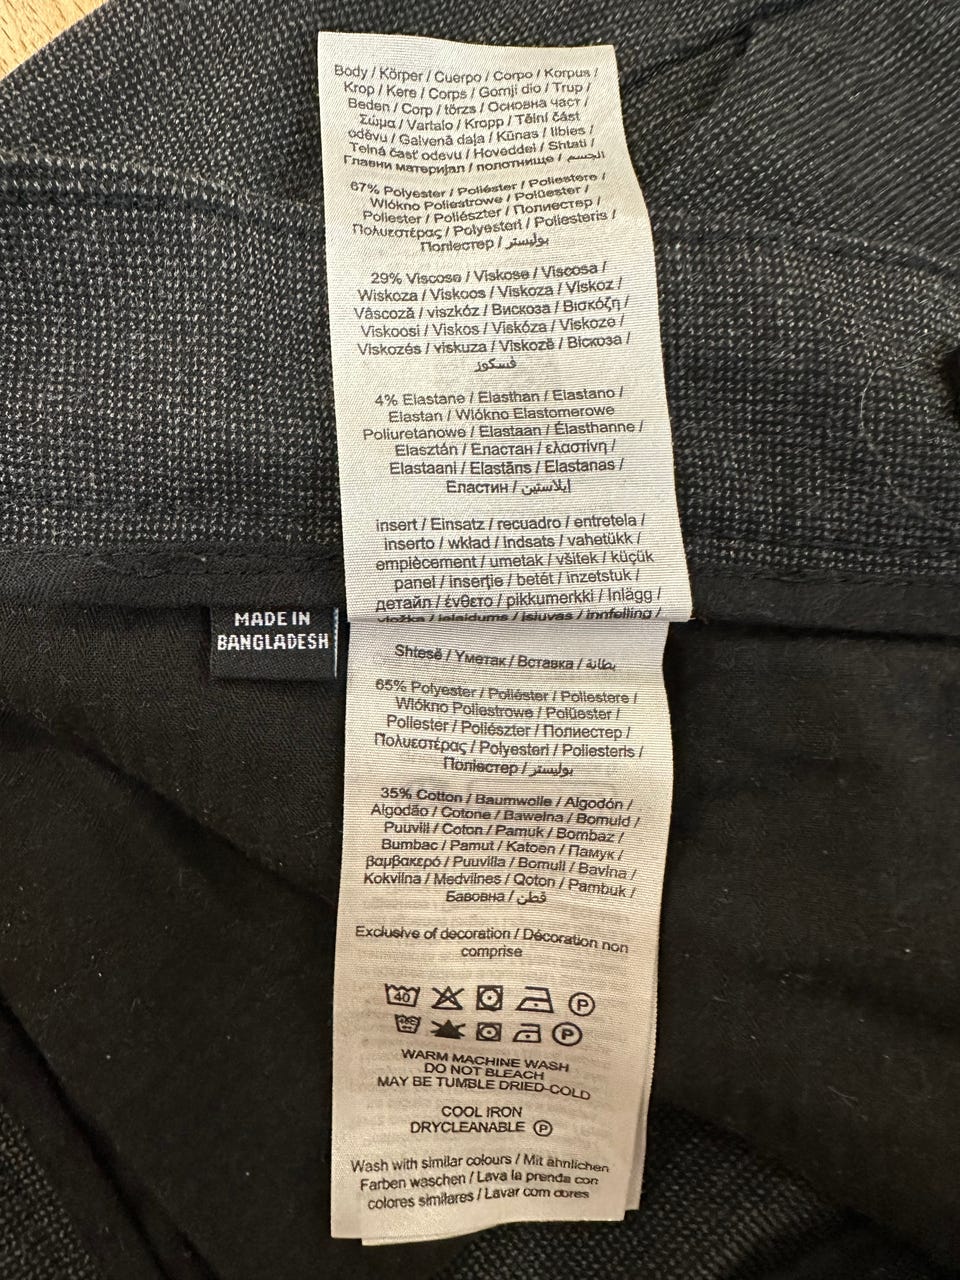 Body / Körper / Cuerpo / Corpo / Korpus /
Krop / Kere / Corps / Gornji dio / Trup /
Beden / Corp / törzs / Основна част /
Σώμα / Vartalo / Kropp / Tělní část
oděvu / Galvenā daļa / Kūnas / Ilbies /
Telná časť odevu / Hoveddel / Shtati /
Главни материјал / полотнище / الجسم
67% Polyester / Poliéster / Poliestere /
Włókno Poliestrowe / Polüester /
Poliester / Poliészter / Полиестер /
Πολυεστέρας / Polyesteri / Poliesteris /
Поліестер / بوليستر
29% Viscose / Viskose / Viscosa /
Wiskoza / Viskoos / Viskoza / Viskoz /
Vâscoză / viszkóz / Вискоза / Βισκόζη /
Viskoosi / Viskos / Viskóza / Viskoze /
Viskozés / viskuza / Viskozë / Віскоза /
فسكوز
4% Elastane / Elasthan / Elastano /
Elastan / Włókno Elastomerowe
Poliuretanowe / Elastaan / Élasthanne /
Elasztán / Еластан / ελαστίνη /
Elastaani / Elastāns / Elastanas /
Еластин / إيلاستين
insert / Einsatz / recuadro / entretela /
inserto / wkład / indsats / vahetükk /
empiècement / umetak / všitek / küçük
panel / inserție / betét / inzetstuk /
детайл / ένθετο / pikkumerkki / Inlägg /
vložka / ielaidums / įsiuvas / innfelling /
Shtesë / Уметак / Вставка / بطانة
65% Polyester / Poliéster / Poliestere /
Włókno Poliestrowe / Polüester /
Poliester / Poliészter / Полиестер /
Πολυεστέρας / Polyesteri / Poliesteris /
Поліестер / بوليستر
35% Cotton / Baumwolle / Algodón /
Algodão / Cotone / Bawełna / Bomuld /
Puuvill / Coton / Pamuk / Bombaz /
Bumbac / Pamut / Katoen / Памук /
βαμβακερό / Puuvilla / Bomull / Bavlna /
Kokvilna / Medvilnes / Qoton / Pambuk /
Бавовна / قطن
Exclusive of decoration / Décoration non
comprise
40 P
P
WARM MACHINE WASH
DO NOT BLEACH
MAY BE TUMBLE DRIED-COLD
COOL IRON
DRYCLEANABLE P
Wash with similar colours / Mit ähnlichen
Farben waschen / Lava la prenda con
colores similares / Lavar com cores
MADE IN
BANGLADESH